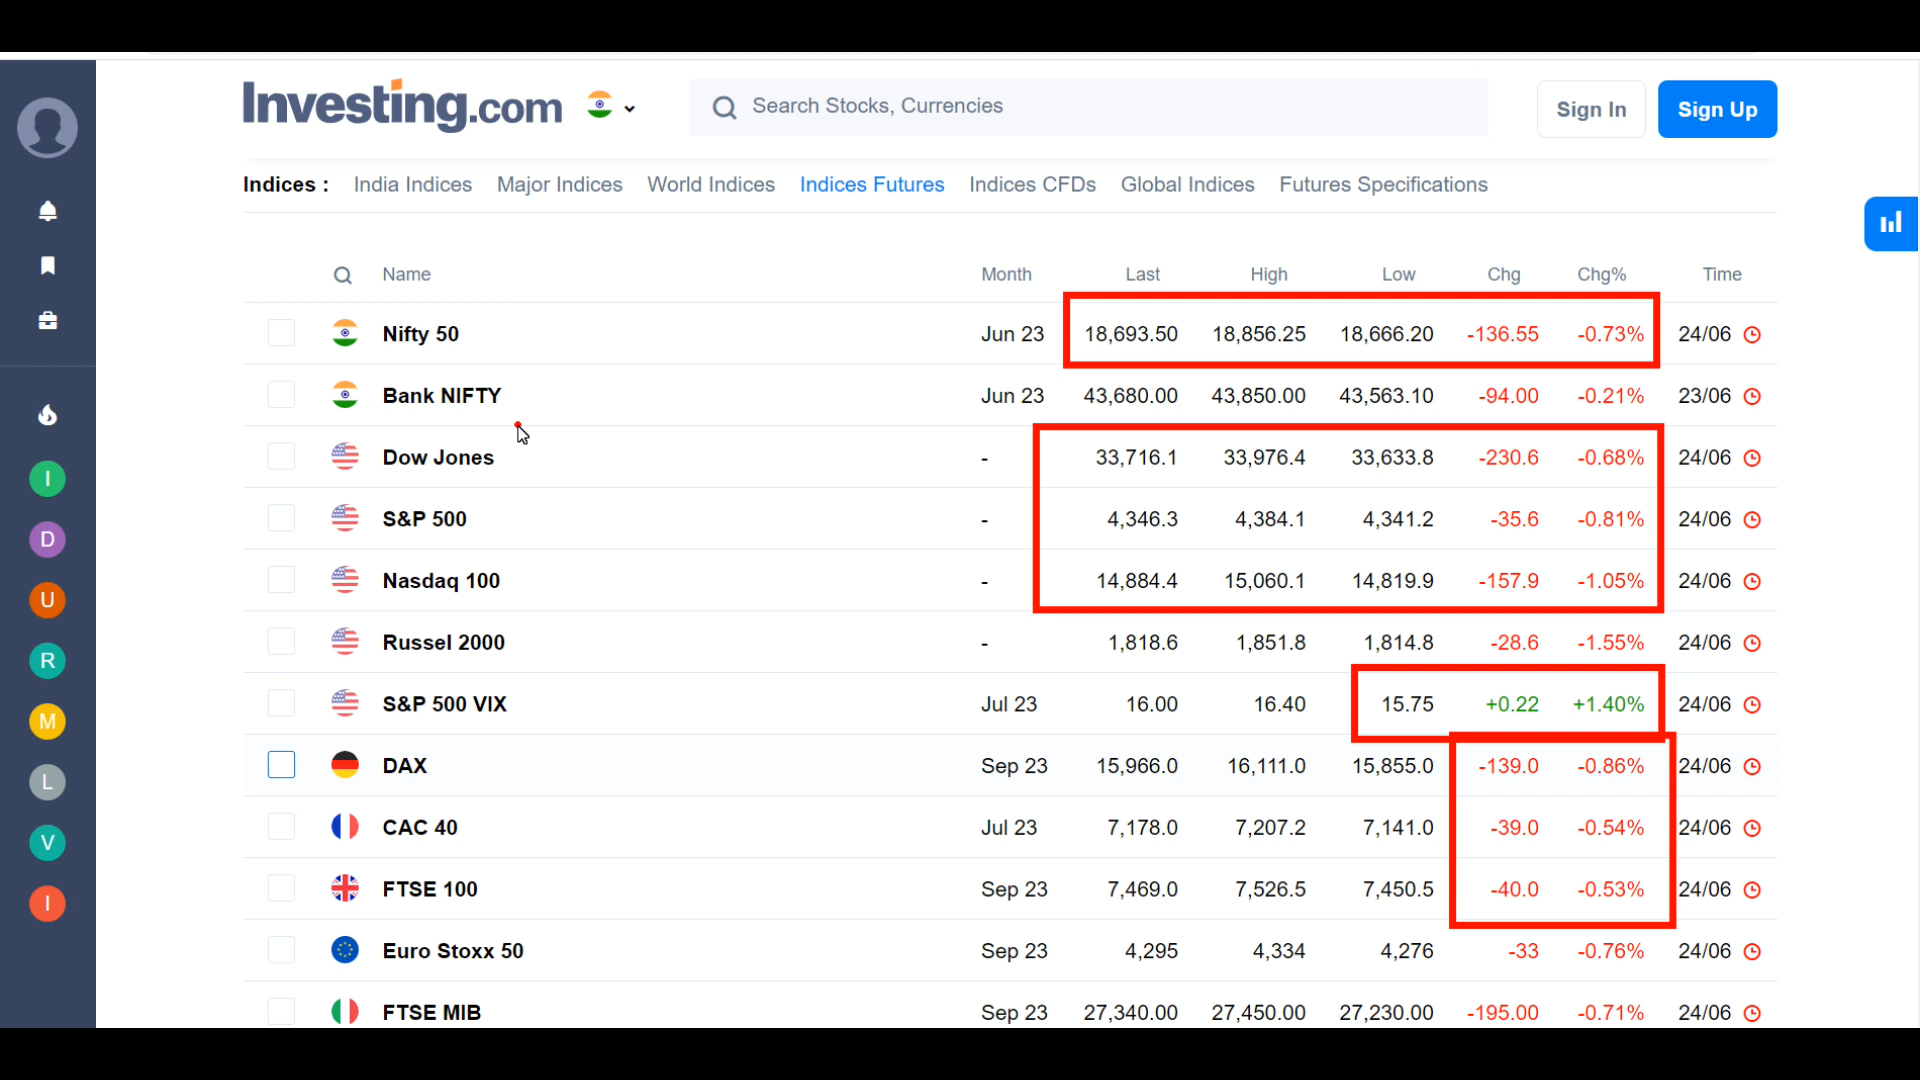 Investing.com
Search Stocks, Currencies
Sign In
Sign Up
Indices : India Indices Major Indices World Indices Indices Futures Indices CFDs Global Indices Futures Specifications
Name Month Last High Low Chg Chg% Time
Nifty 50 Jun 23 18,693.50 18,856.25 18,666.20 -136.55 -0.73% 24/06
Bank NIFTY Jun 23 43,680.00 43,850.00 43,563.10 -94.00 -0.21% 23/06
Dow Jones - 33,716.1 33,976.4 33,633.8 -230.6 -0.68% 24/06
I
S&P 500 - 4,346.3 4,384.1 4,341.2 -35.6 -0.81% 24/06
D
Nasdaq 100 - 14,884.4 15,060.1 14,819.9 -157.9 -1.05% 24/06
U
Russel 2000 - 1,818.6 1,851.8 1,814.8 -28.6 -1.55% 24/06
R
S&P 500 VIX Jul 23 16.00 16.40 15.75 +0.22 +1.40% 24/06
M
DAX Sep 23 15,966.0 16,111.0 15,855.0 -139.0 -0.86% 24/06
L
CAC 40 Jul 23 7,178.0 7,207.2 7,141.0 -39.0 -0.54% 24/06
V
FTSE 100 Sep 23 7,469.0 7,526.5 7,450.5 -40.0 -0.53% 24/06
I
Euro Stoxx 50 Sep 23 4,295 4,334 4,276 -33 -0.76% 24/06
FTSE MIB Sep 23 27,340.00 27,450.00 27,230.00 -195.00 -0.71% 24/06